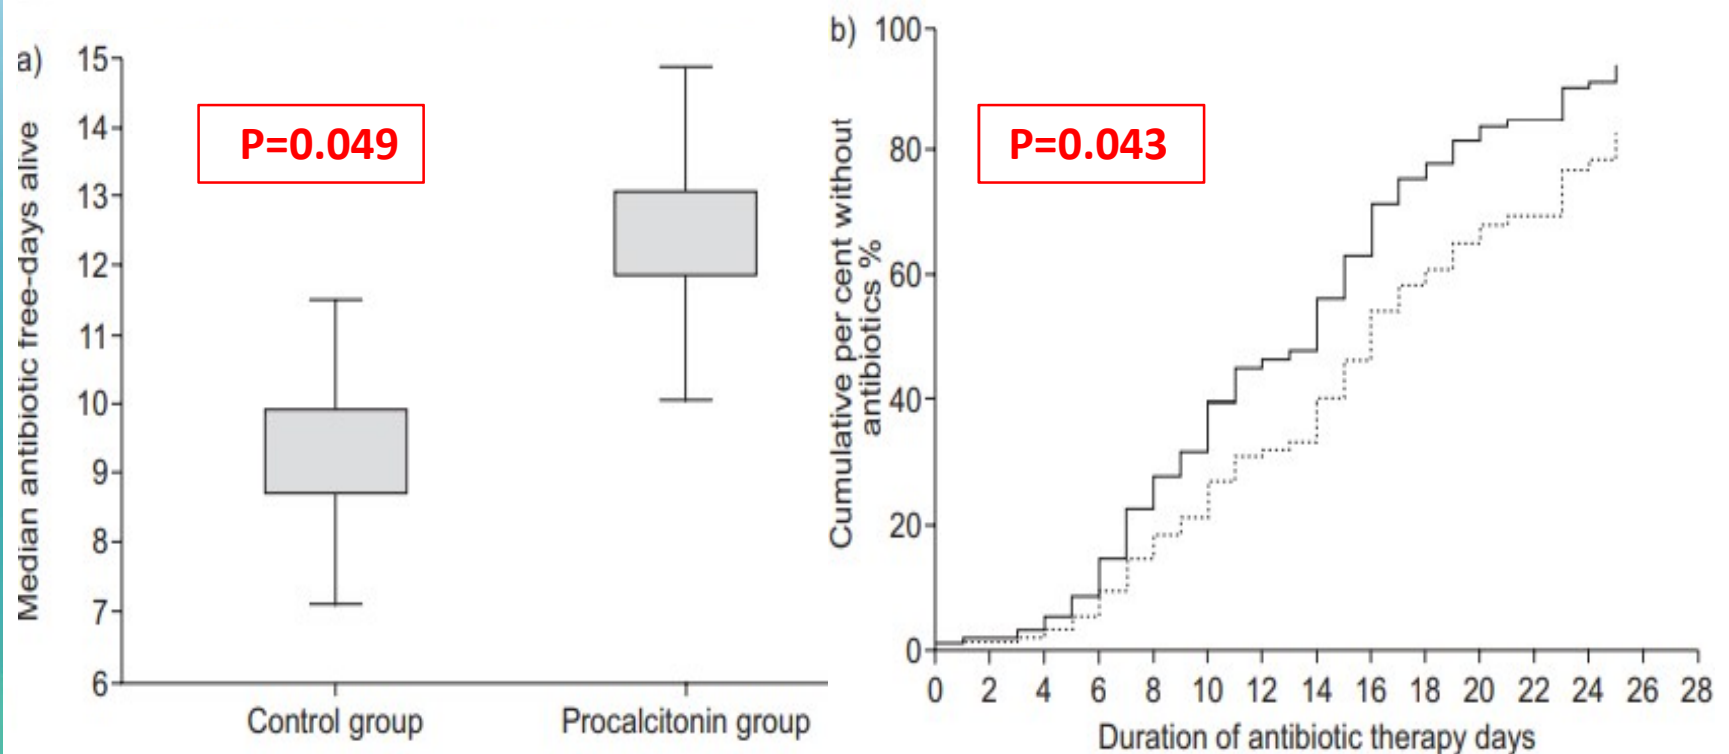 a)
Median antibiotic free-days alive
15
14
13
12
11
10
9
8
7
6
P=0.049
Control group
Procalcitonin group
b)
Cumulative per cent without
antibiotics %
100
80
60
40
20
0
P=0.043
0 2 4 6 8 10 12 14 16 18 20 22 24 26 28
Duration of antibiotic therapy days